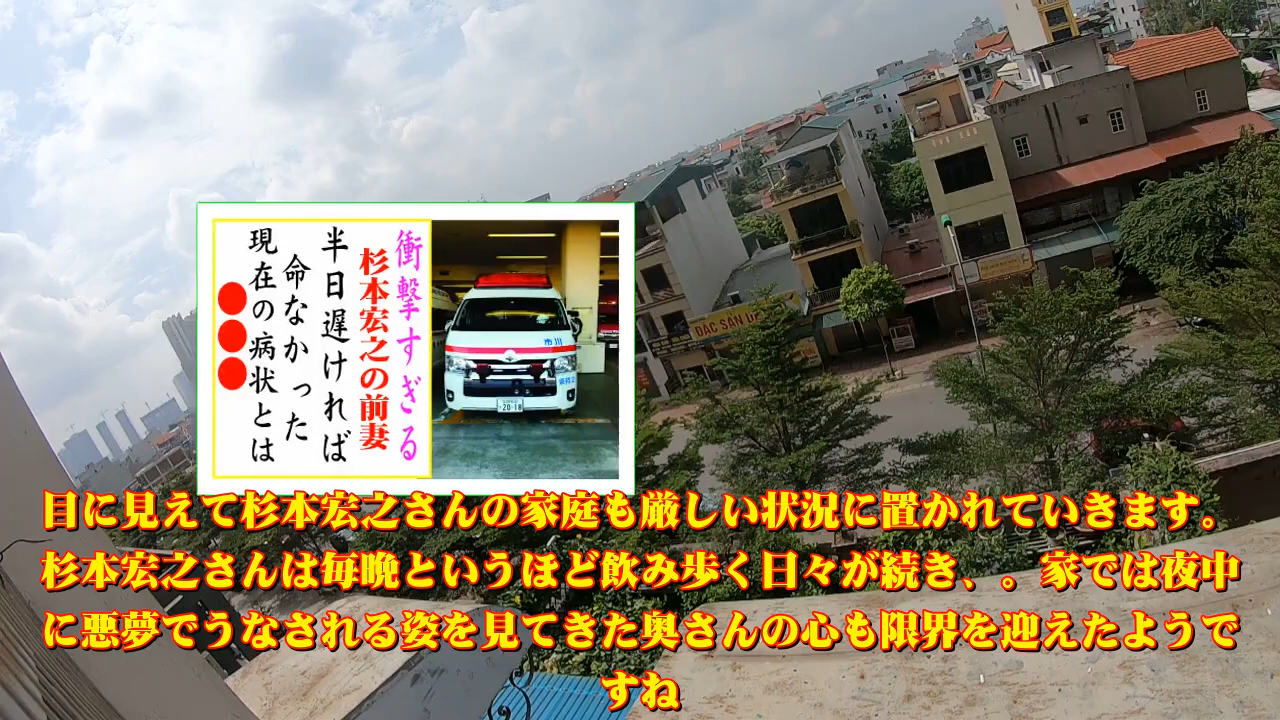 衝撃すぎる
杉本宏之の前妻
半日遅ければ
命なかった
現在の病状とは
●●●
市川
20-18
ĐẶC SẢN
目に見えて杉本宏之さんの家庭も厳しい状況に置かれていきます。
杉本宏之さんは毎晩というほど飲み歩く日々が続き、。家では夜中
に悪夢でうなされる姿を見てきた奥さんの心も限界を迎えたようで
すね